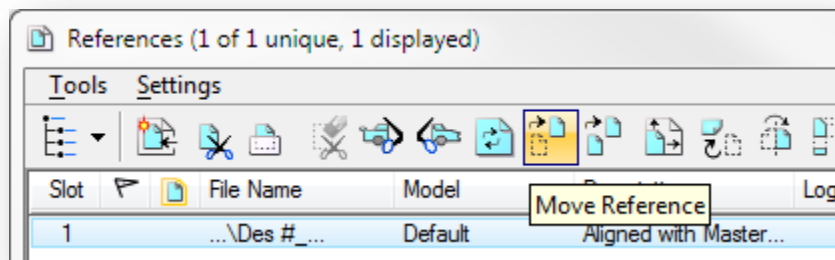 References (1 of 1 unique, 1 displayed)
Tools Settings
Slot File Name Model Log
Move Reference
1 ...\Des #_... Default Aligned with Master...